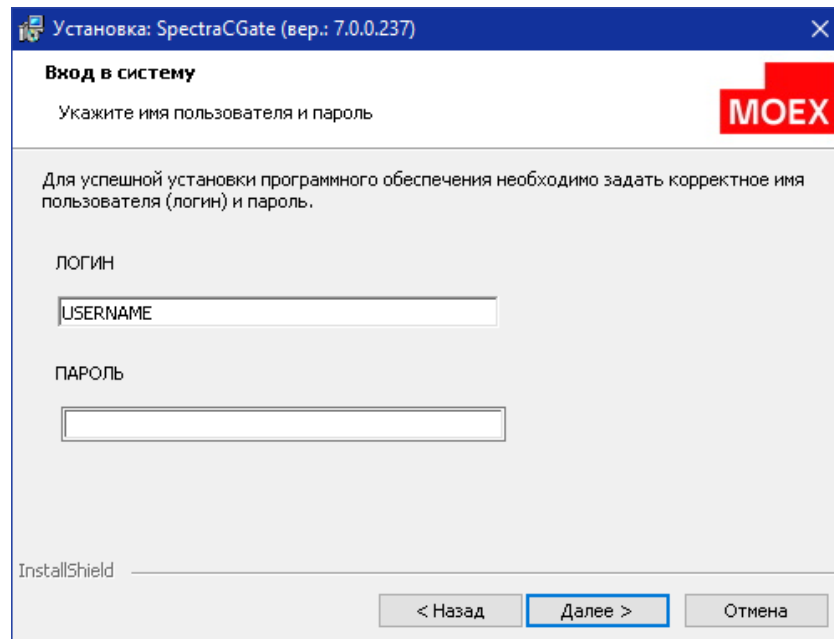 Установка: SpectraCGate (вер.: 7.0.0.237)
Вход в систему
Укажите имя пользователя и пароль
MOEX
Для успешной установки программного обеспечения необходимо задать корректное имя
пользователя (логин) и пароль.
ЛОГИН
USERNAME
ПАРОЛЬ
InstallShield
< Назад
Далее >
Отмена